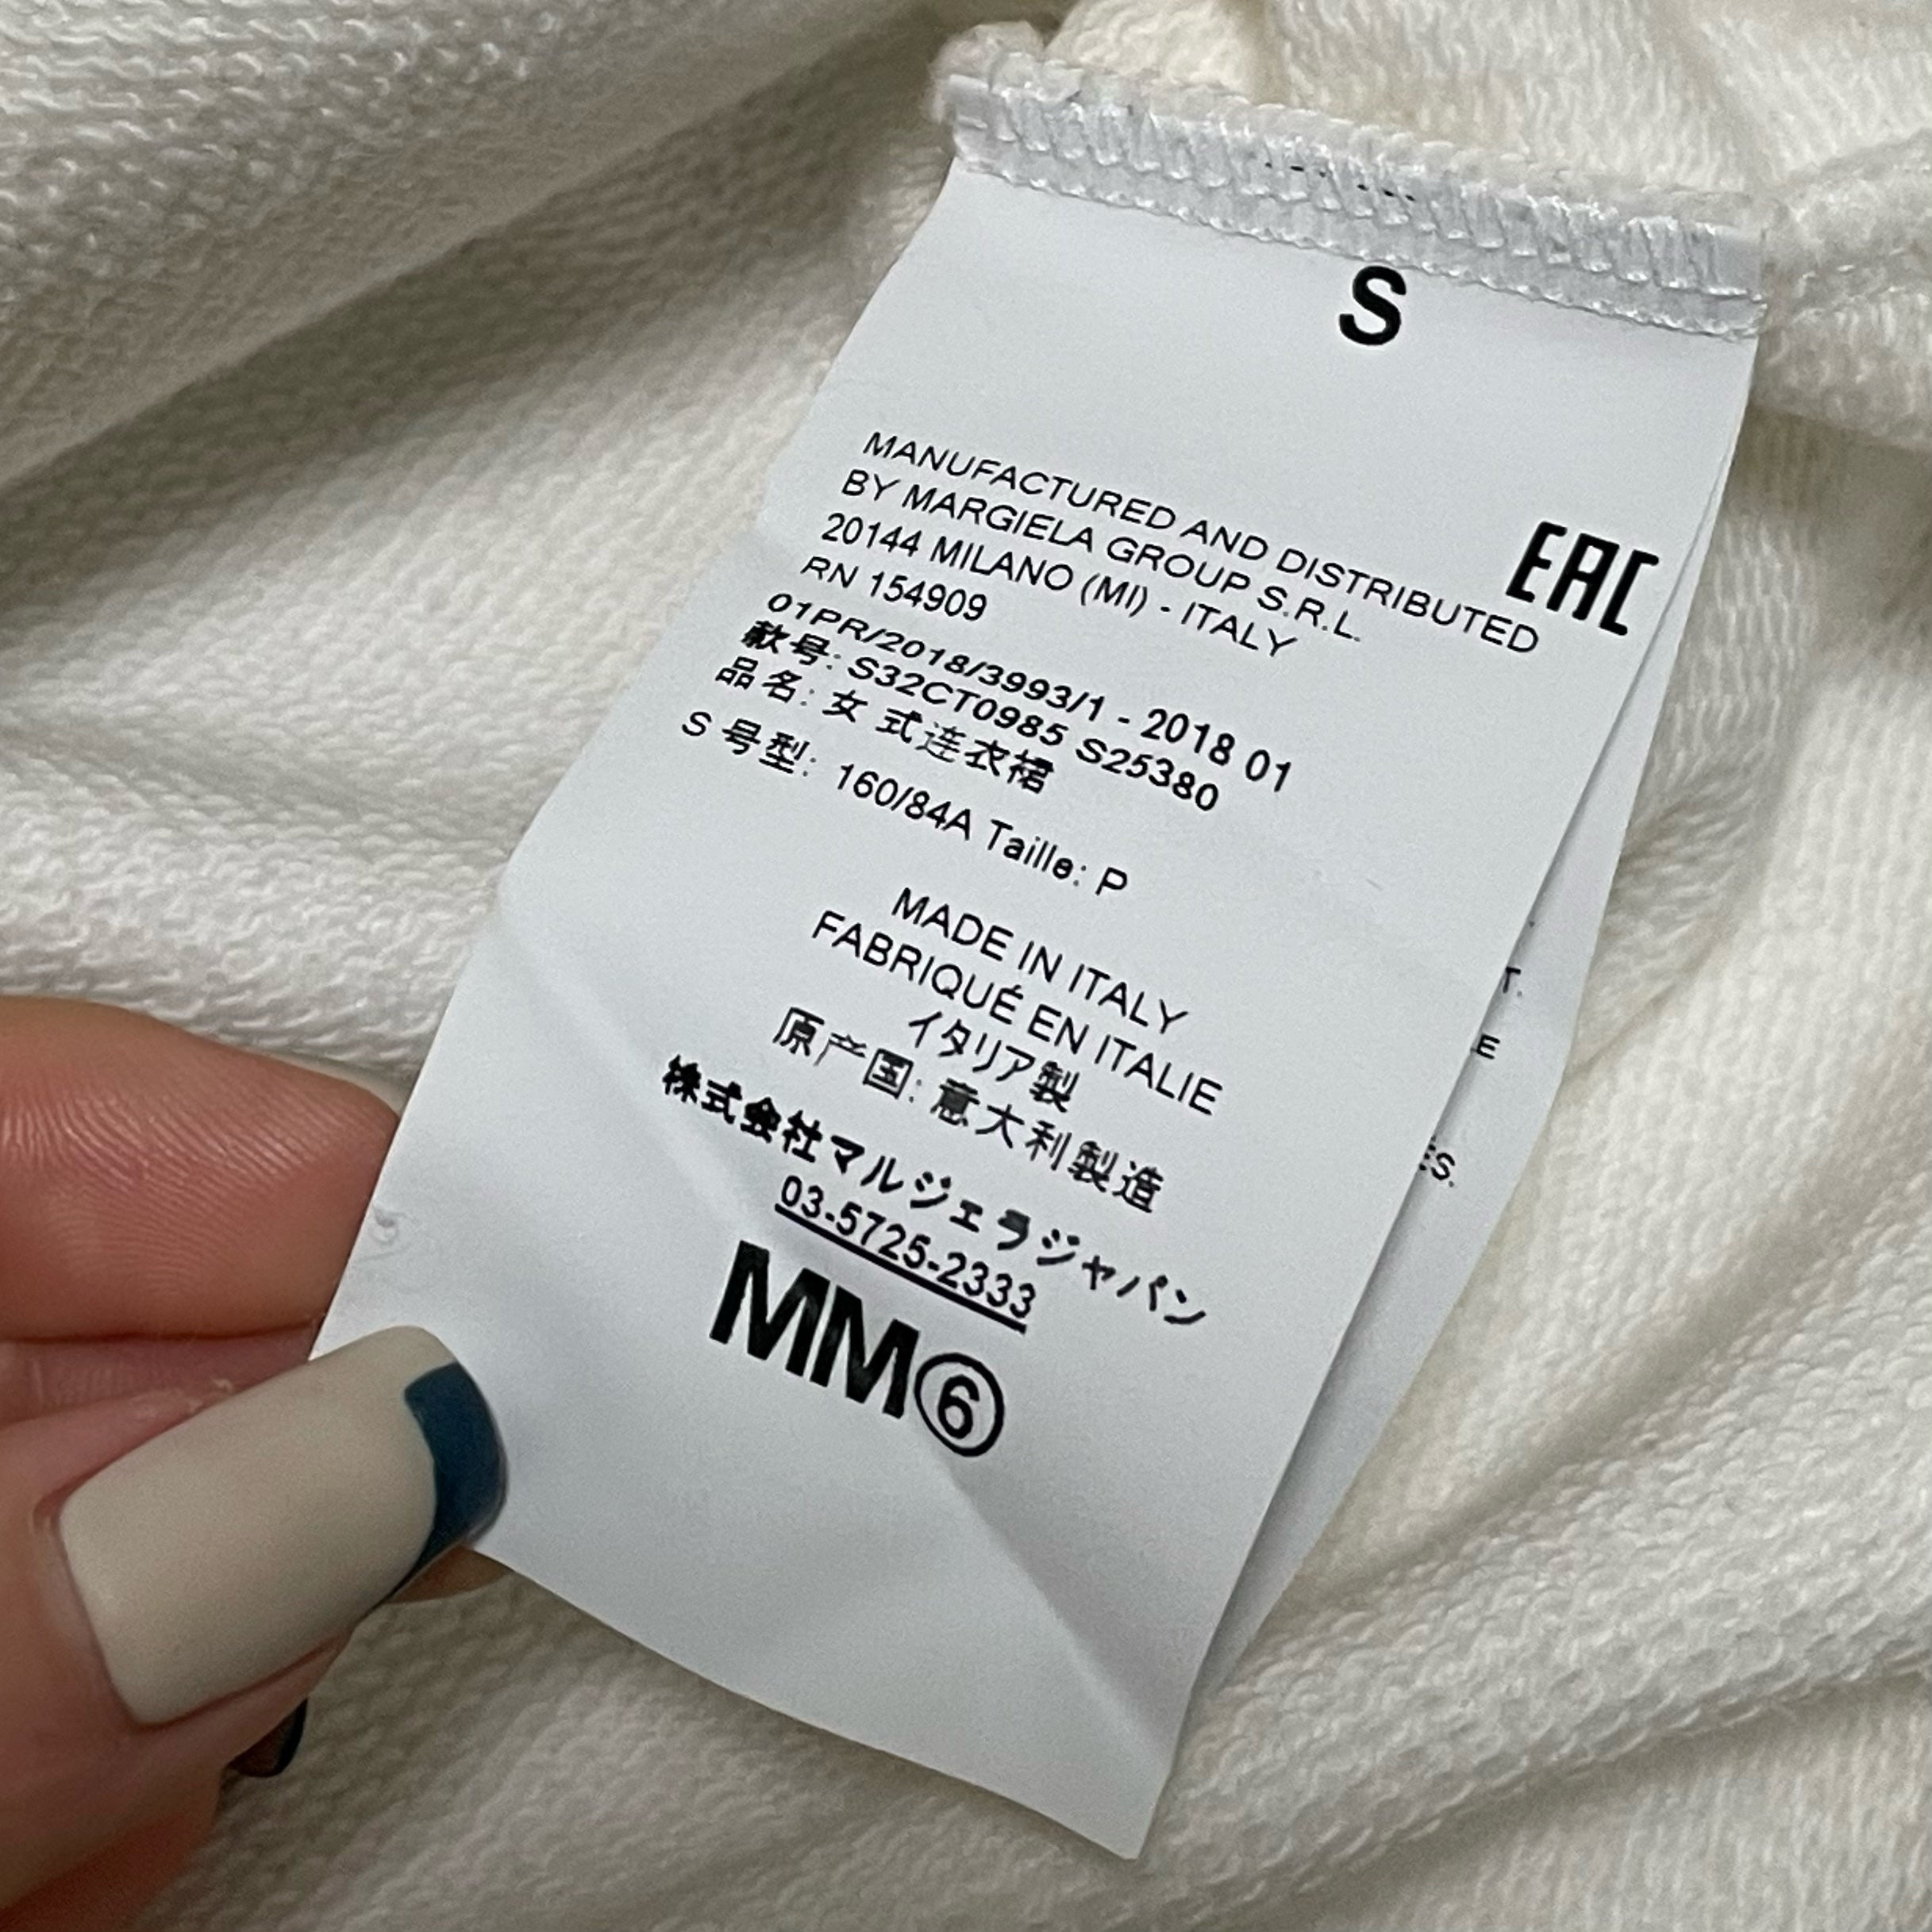 S
MANUFACTURED AND DISTRIBUTED
BY MARGIELA GROUP S.R.L.
20144 MILANO (MI) - ITALY
RN 154909
EAC
01PR/2018/3993/1 - 2018 01
款号: S32CT0985 S25380
品名: 女 式连衣裙
S 号型: 160/84A Taille: P
MADE IN ITALY
FABRIQUÉ EN ITALIE
イタリア製
原产国: 意大利製造
株式会社マルジェラジャパン
03-5725-2333
MM⑥